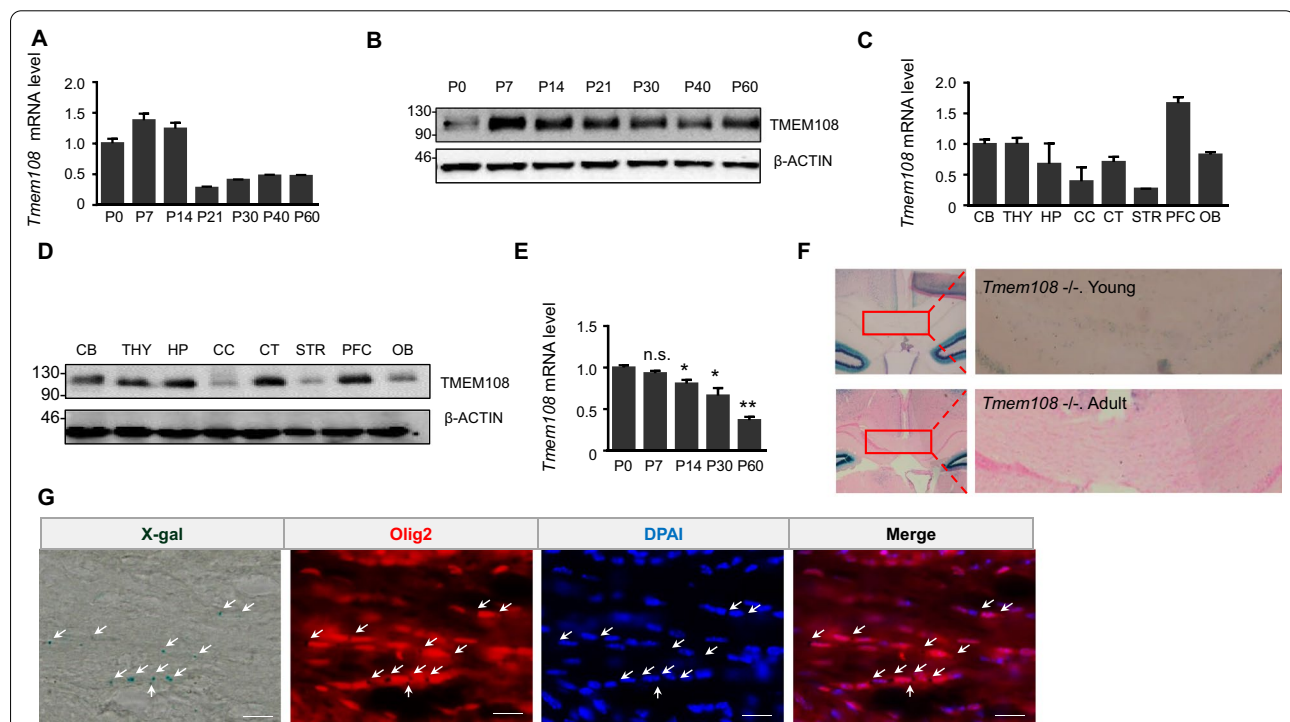 A
Tmem108 mRNA level
2.0
1.5
1.0
0.5
0
P0 P7 P14 P21 P30 P40 P60
B
P0 P7 P14 P21 P30 P40 P60
130
90
TMEM108
46
β-ACTIN
C
Tmem108 mRNA level
2.0
1.5
1.0
0.5
0
CB THY HP CC CT STR PFC OB
D
CB THY HP CC CT STR PFC OB
130
90
TMEM108
46
β-ACTIN
E
Tmem108 mRNA level
1.5
1.0
0.5
0.0
n.s. * * **
P0 P7 P14 P30 P60
F
Tmem108 -/-. Young
Tmem108 -/-. Adult
G
X-gal Olig2 DPAI Merge